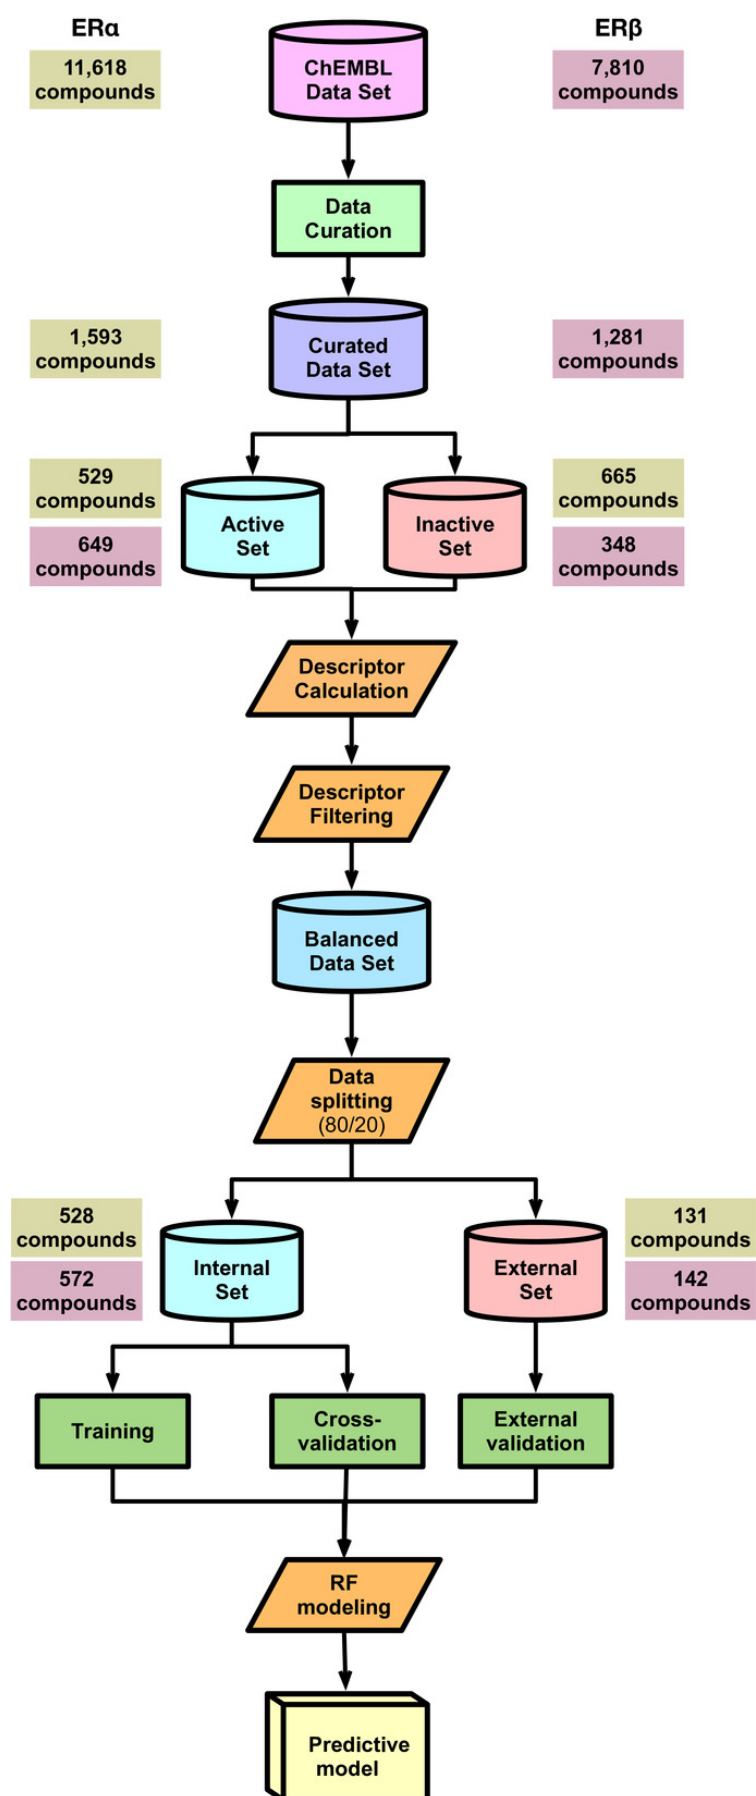 ERα
ERβ
11,618
compounds
ChEMBL
Data Set
7,810
compounds
Data
Curation
1,593
compounds
Curated
Data Set
1,281
compounds
529
compounds
649
compounds
Active
Set
Inactive
Set
665
compounds
348
compounds
Descriptor
Calculation
Descriptor
Filtering
Balanced
Data Set
Data
splitting
(80/20)
528
compounds
572
compounds
Internal
Set
External
Set
131
compounds
142
compounds
Training
Cross-
validation
External
validation
RF
modeling
Predictive
model